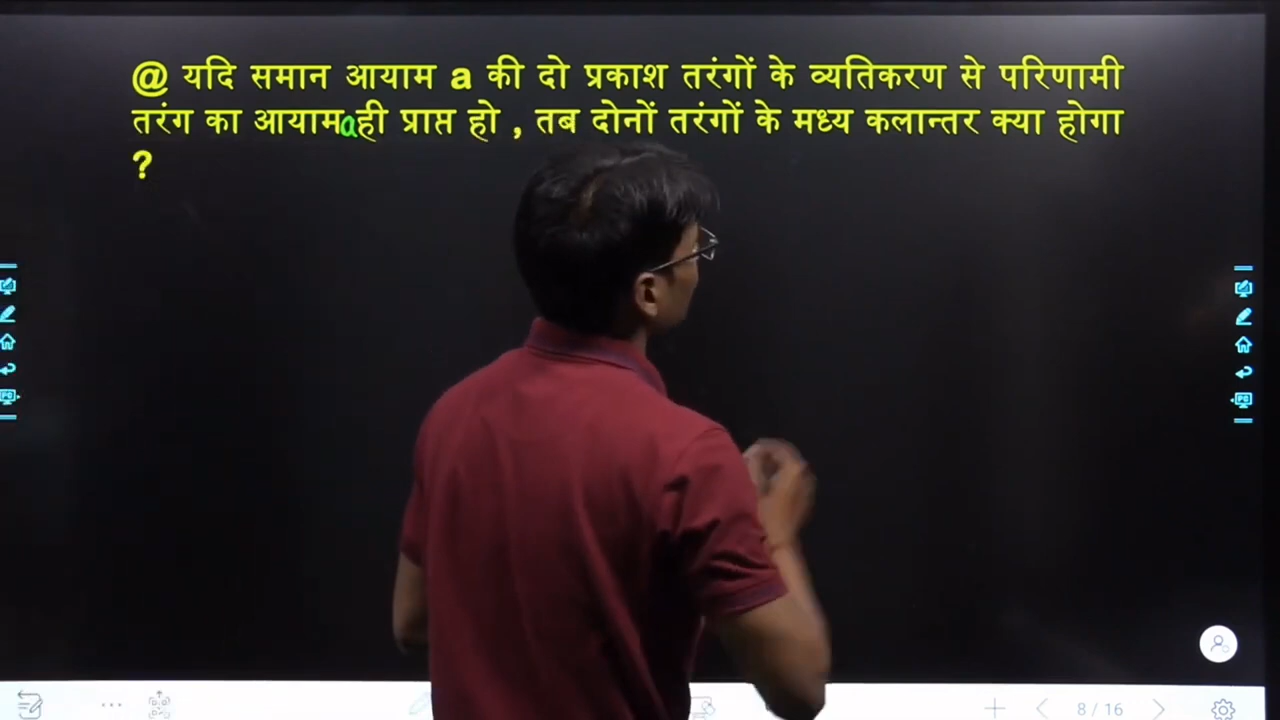 @ यदि समान आयाम a की दो प्रकाश तरंगों के व्यतिकरण से परिणामी
तरंग का आयाम a ही प्राप्त हो , तब दोनों तरंगों के मध्य कलान्तर क्या होगा
?
8 / 16